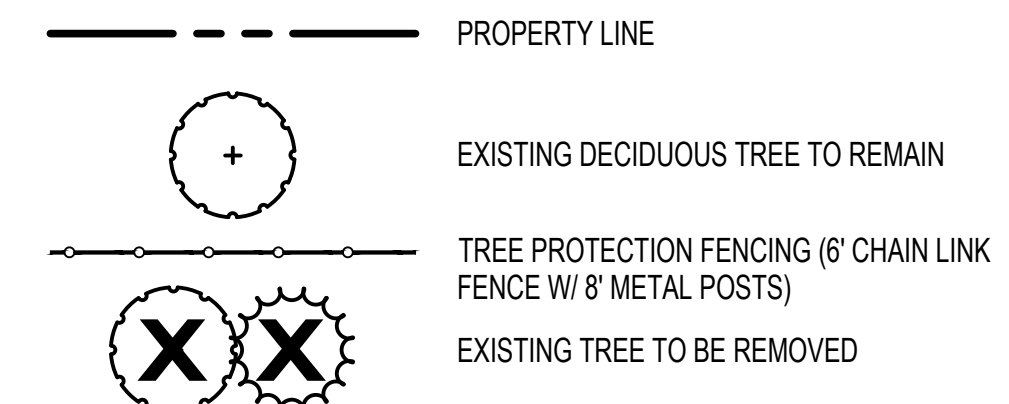 PROPERTY LINE
EXISTING DECIDUOUS TREE TO REMAIN
TREE PROTECTION FENCING (6' CHAIN LINK
FENCE W/ 8' METAL POSTS)
X X
EXISTING TREE TO BE REMOVED